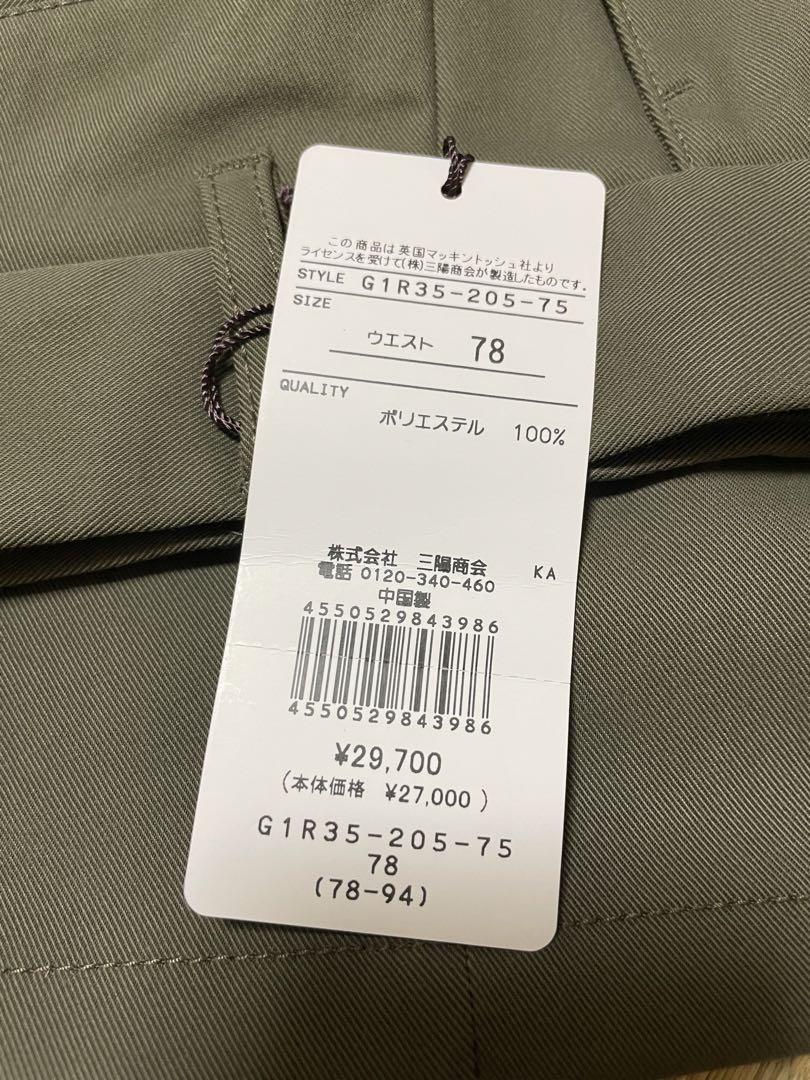 この商品は英国マッキントッシュ社より
ライセンスを受けて(株)三陽商会が製造したものです。
STYLE G1R35-205-75
SIZE
ウエスト 78
QUALITY
ポリエステル 100%
株式会社 三陽商会 KA
電話 0120-340-460
中国製
4550529843986
4550529843986
¥29,700
(本体価格 ¥27,000)
G1R35-205-75
78
(78-94)